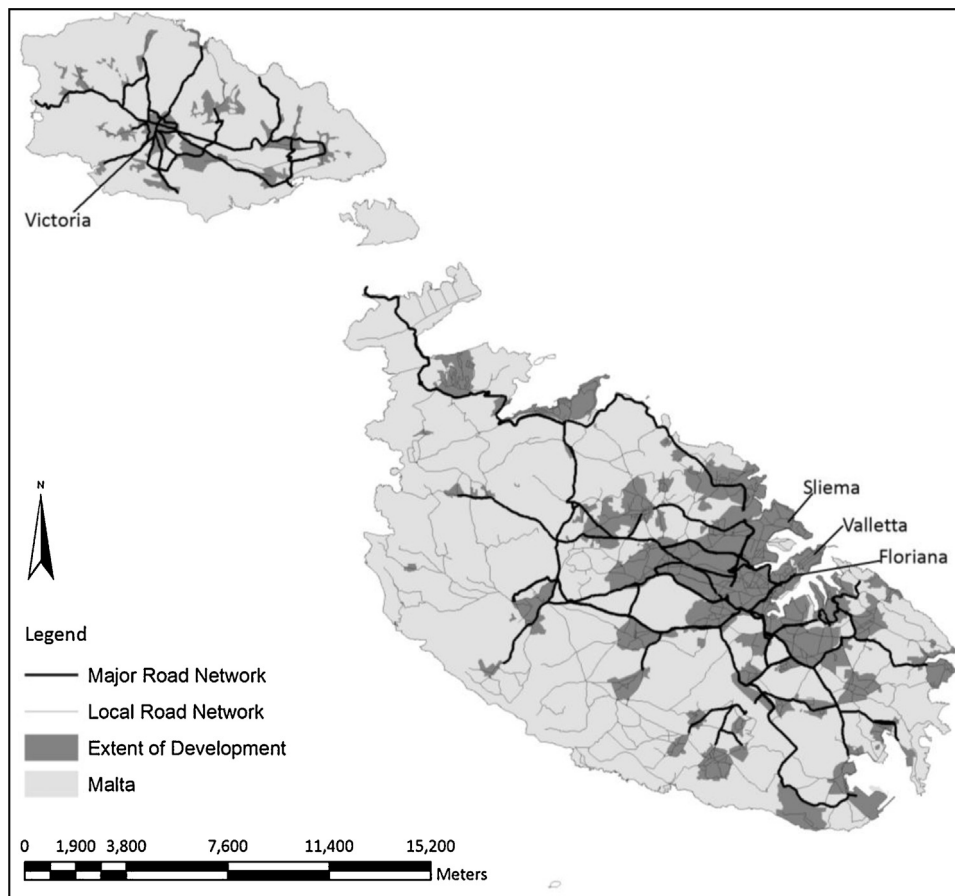 Victoria
Sliema
Valletta
Floriana
N
Legend
Major Road Network
Local Road Network
Extent of Development
Malta
0 1,900 3,800 7,600 11,400 15,200
Meters